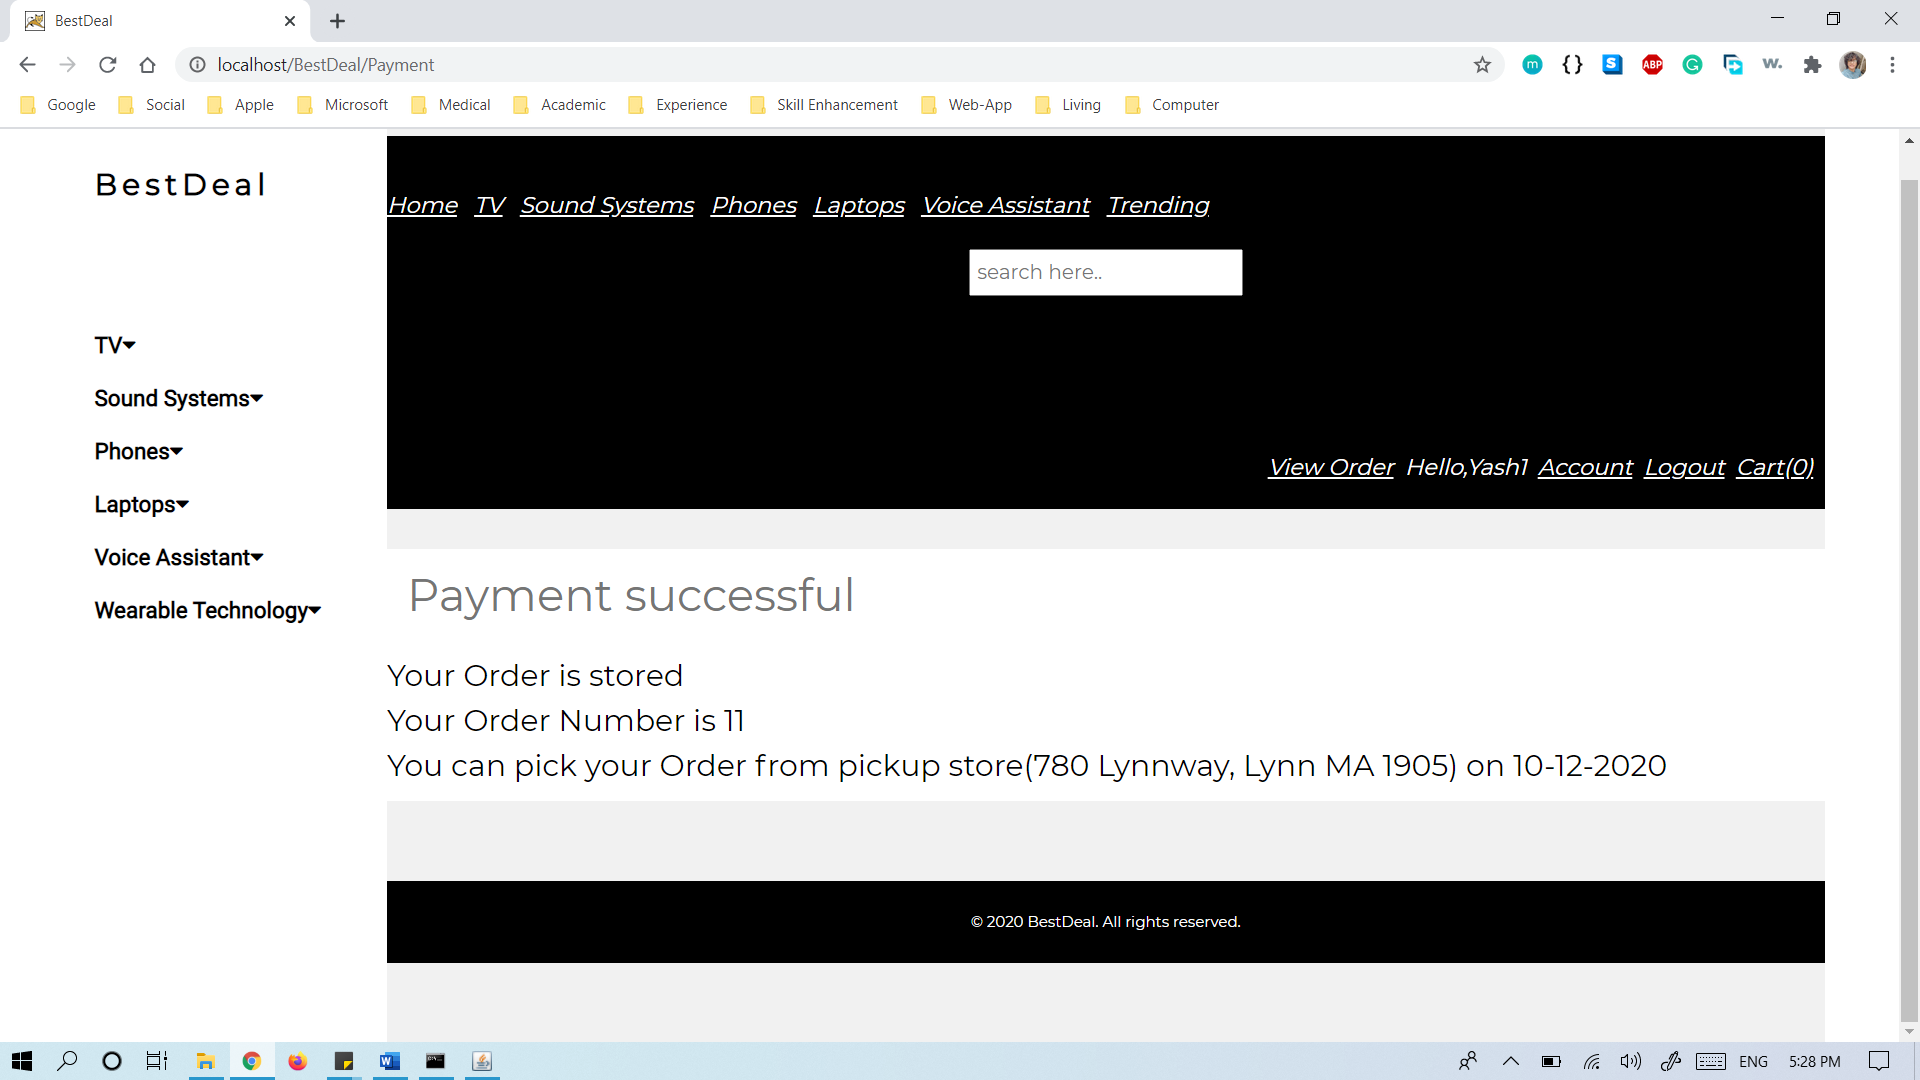 BestDeal
localhost/BestDeal/Payment
Google Social Apple Microsoft Medical Academic Experience Skill Enhancement Web-App Living Computer
BestDeal
Home TV Sound Systems Phones Laptops Voice Assistant Trending
search here..
TV
Sound Systems
Phones
Laptops
Voice Assistant
Wearable Technology
View Order Hello,Yash1 Account Logout Cart(0)
Payment successful
Your Order is stored
Your Order Number is 11
You can pick your Order from pickup store(780 Lynnway, Lynn MA 1905) on 10-12-2020
© 2020 BestDeal. All rights reserved.
ENG 5:28 PM